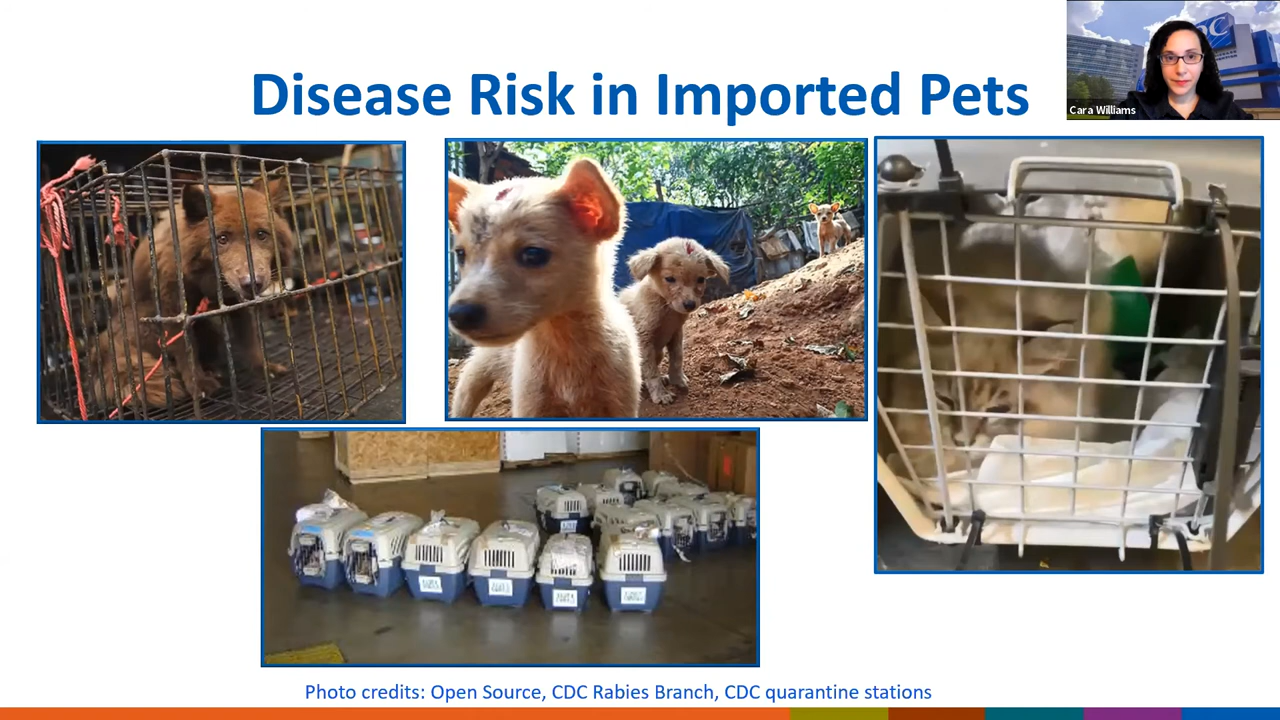 Disease Risk in Imported Pets
Cara Williams
Photo credits: Open Source, CDC Rabies Branch, CDC quarantine stations